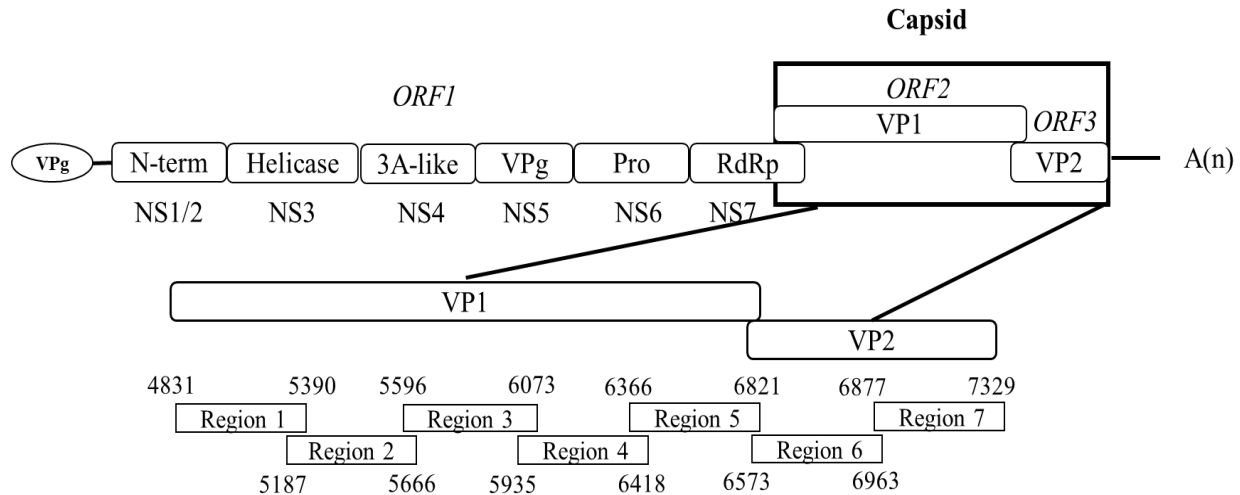 Capsid
ORF1
ORF2
VP1
ORF3
VPg
N-term Helicase 3A-like VPg Pro RdRp VP2 A(n)
NS1/2 NS3 NS4 NS5 NS6 NS7
VP1
VP2
4831 5390 5596 6073 6366 6821 6877 7329
Region 1 Region 3 Region 5 Region 7
Region 2 Region 4 Region 6
5187 5666 5935 6418 6573 6963